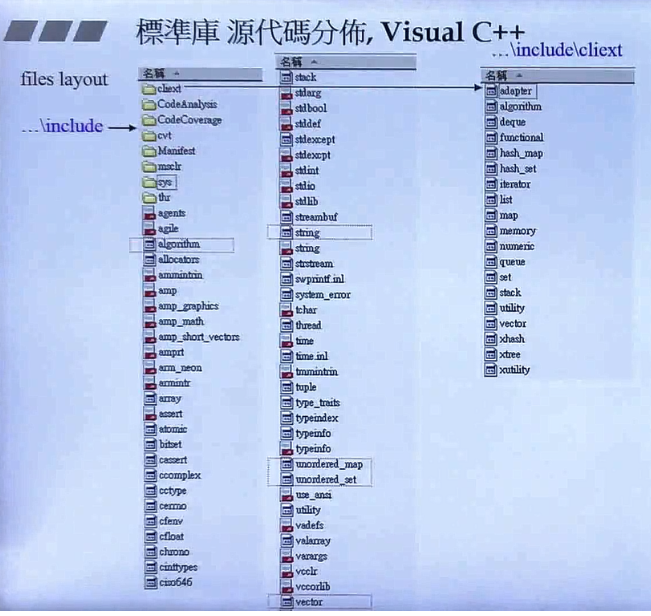 標準庫 源代碼分佈, Visual C++
...\include\cliext
files layout
...\include
名稱
cliext
CodeAnalysis
CodeCoverage
cvt
Manifest
msclr
sys
thr
agents
agile
algorithm
allocators
ammintrin
amp
amp_graphics
amp_math
amp_short_vectors
amprt
arm_neon
armintr
array
assert
atomic
bitset
cassert
ccomplex
cctype
cerrno
cfenv
cfloat
chrono
cinttypes
ciso646
名稱
stack
stdarg
stdbool
stddef
stdexcept
stdexcpt
stdint
stdio
stdlib
streambuf
string
string
strstream
swprintf.inl
system_error
tchar
thread
time
time.inl
tmmintrin
tuple
type_traits
typeindex
typeinfo
typeinfo
unordered_map
unordered_set
use_ansi
utility
vadefs
valarray
varargs
vcclr
vccorlib
vector
名稱
adapter
algorithm
deque
functional
hash_map
hash_set
iterator
list
map
memory
numeric
queue
set
stack
utility
vector
xhash
xtree
xutility